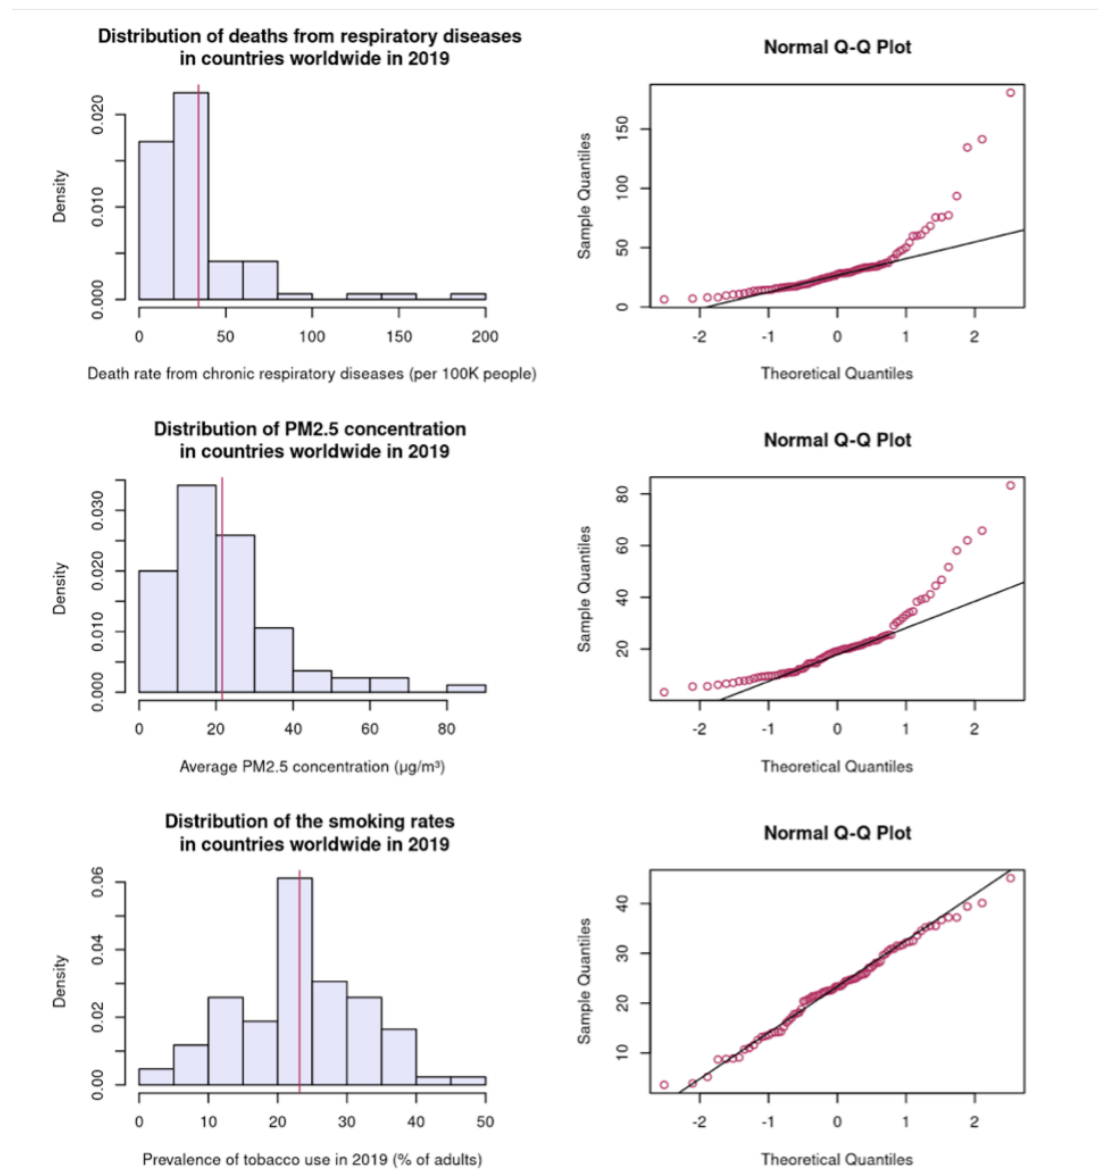 Distribution of deaths from respiratory diseases
in countries worldwide in 2019
Density
0.000
0.010
0.020
0 50 100 150 200
Death rate from chronic respiratory diseases (per 100K people)
Normal Q-Q Plot
Sample Quantiles
0
50
100
150
-2 -1 0 1 2
Theoretical Quantiles
Distribution of PM2.5 concentration
in countries worldwide in 2019
Density
0.000
0.010
0.020
0.030
0 20 40 60 80
Average PM2.5 concentration (µg/m³)
Normal Q-Q Plot
Sample Quantiles
20
40
60
80
-2 -1 0 1 2
Theoretical Quantiles
Distribution of the smoking rates
in countries worldwide in 2019
Density
0.00
0.02
0.04
0.06
0 10 20 30 40 50
Prevalence of tobacco use in 2019 (% of adults)
Normal Q-Q Plot
Sample Quantiles
10
20
30
40
-2 -1 0 1 2
Theoretical Quantiles